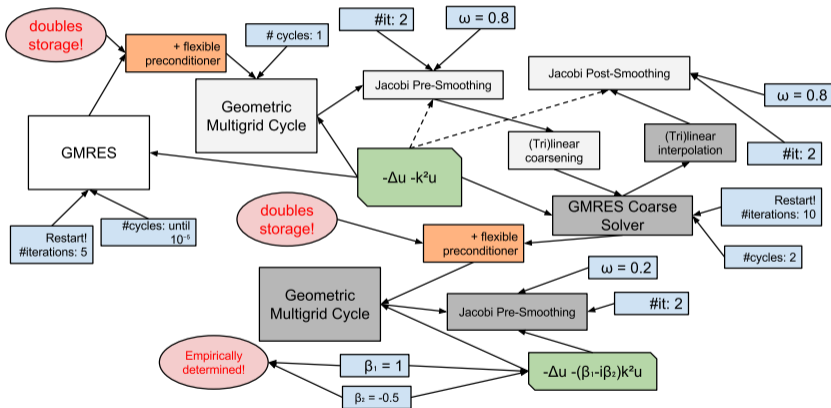 doubles
storage!
+ flexible
preconditioner
# cycles: 1
#it: 2
ω = 0.8
Geometric
Multigrid Cycle
Jacobi Pre-Smoothing
Jacobi Post-Smoothing
ω = 0.8
#it: 2
GMRES
(Tri)linear
coarsening
(Tri)linear
interpolation
-Δu -k²u
Restart!
#iterations: 5
#cycles: until
10⁻⁵
doubles
storage!
+ flexible
preconditioner
GMRES Coarse
Solver
Restart!
#iterations: 10
#cycles: 2
Geometric
Multigrid Cycle
ω = 0.2
Jacobi Pre-Smoothing
#it: 2
Empirically
determined!
β₁ = 1
β₂ = -0.5
-Δu -(β₁-iβ₂)k²u